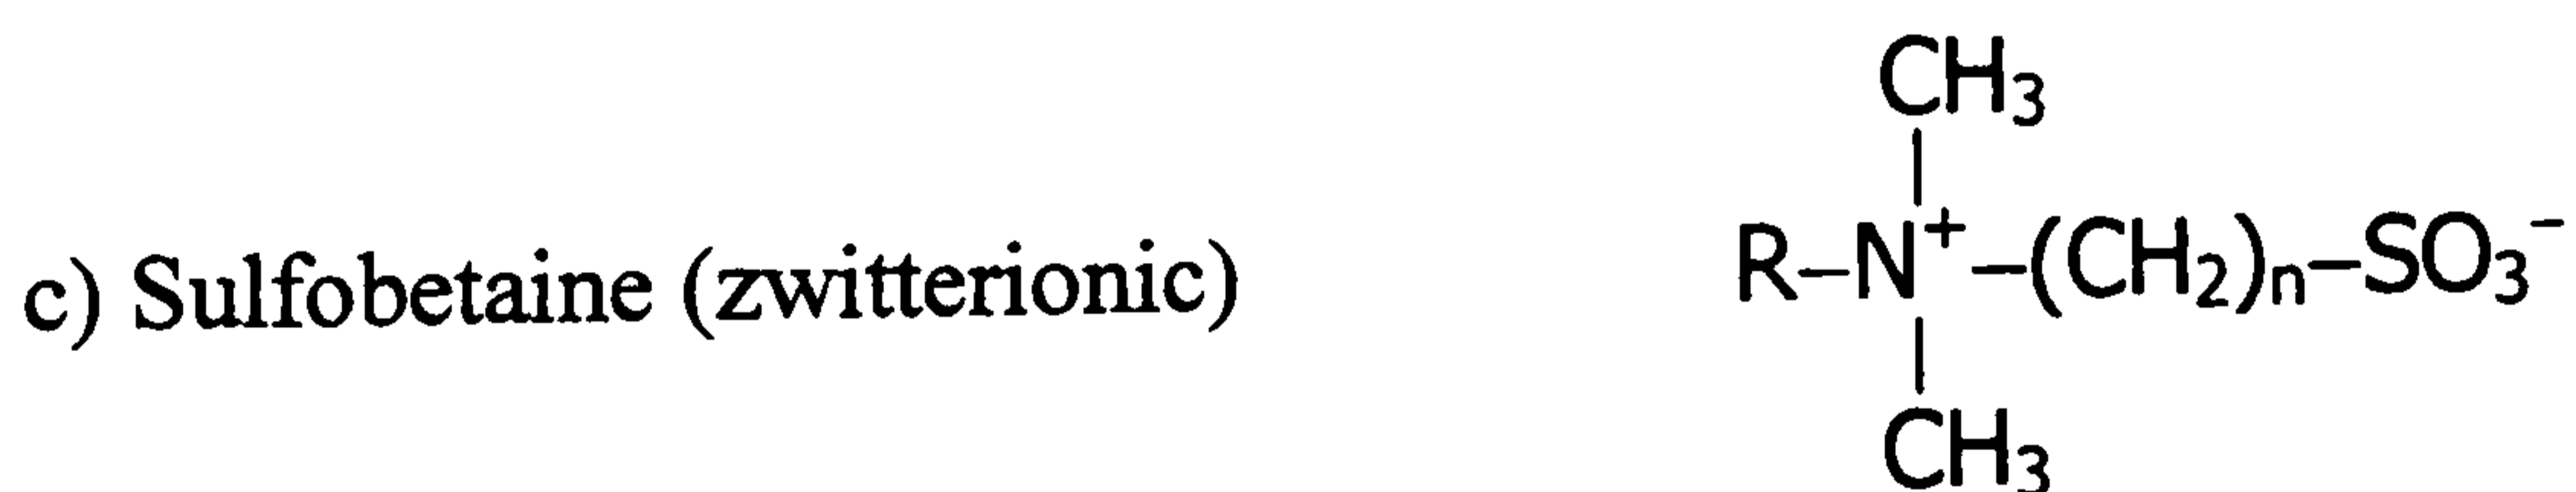 CH₃
c) Sulfobetaine (zwitterionic) R–N⁺–(CH₂)ₙ–SO₃⁻
CH₃